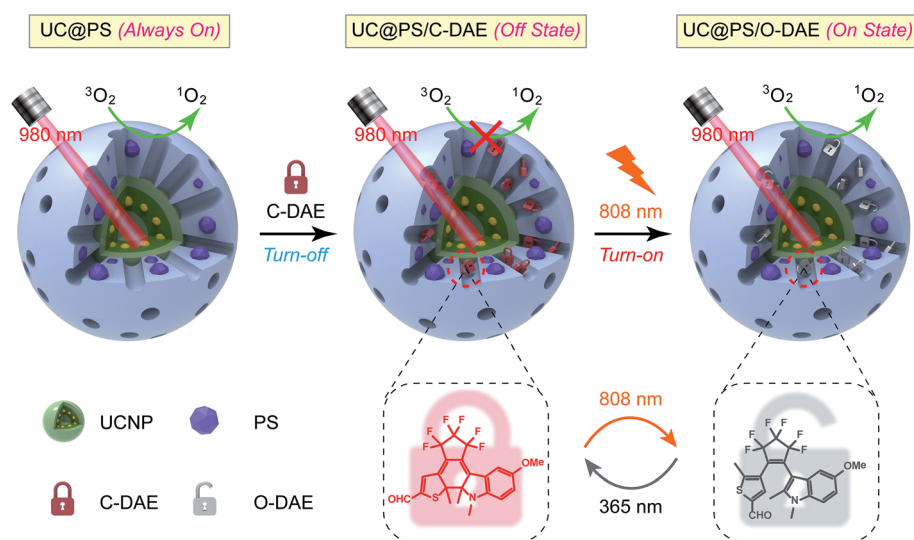 UC@PS (Always On)
UC@PS/C-DAE (Off State)
UC@PS/O-DAE (On State)
³O₂
¹O₂
980 nm
C-DAE
Turn-off
³O₂
¹O₂
980 nm
808 nm
Turn-on
³O₂
¹O₂
980 nm
UCNP
PS
C-DAE
O-DAE
F
F
F
F
F
F
OMe
OHC
S
N
808 nm
365 nm
F
F
F
F
F
F
OMe
S
N
CHO